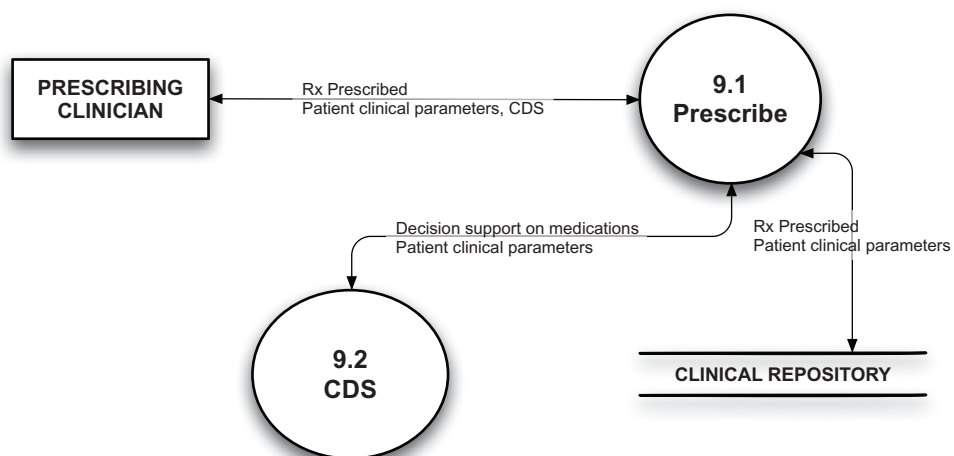 PRESCRIBING
CLINICIAN
Rx Prescribed
Patient clinical parameters, CDS
9.1
Prescribe
Decision support on medications
Patient clinical parameters
Rx Prescribed
Patient clinical parameters
9.2
CDS
CLINICAL REPOSITORY